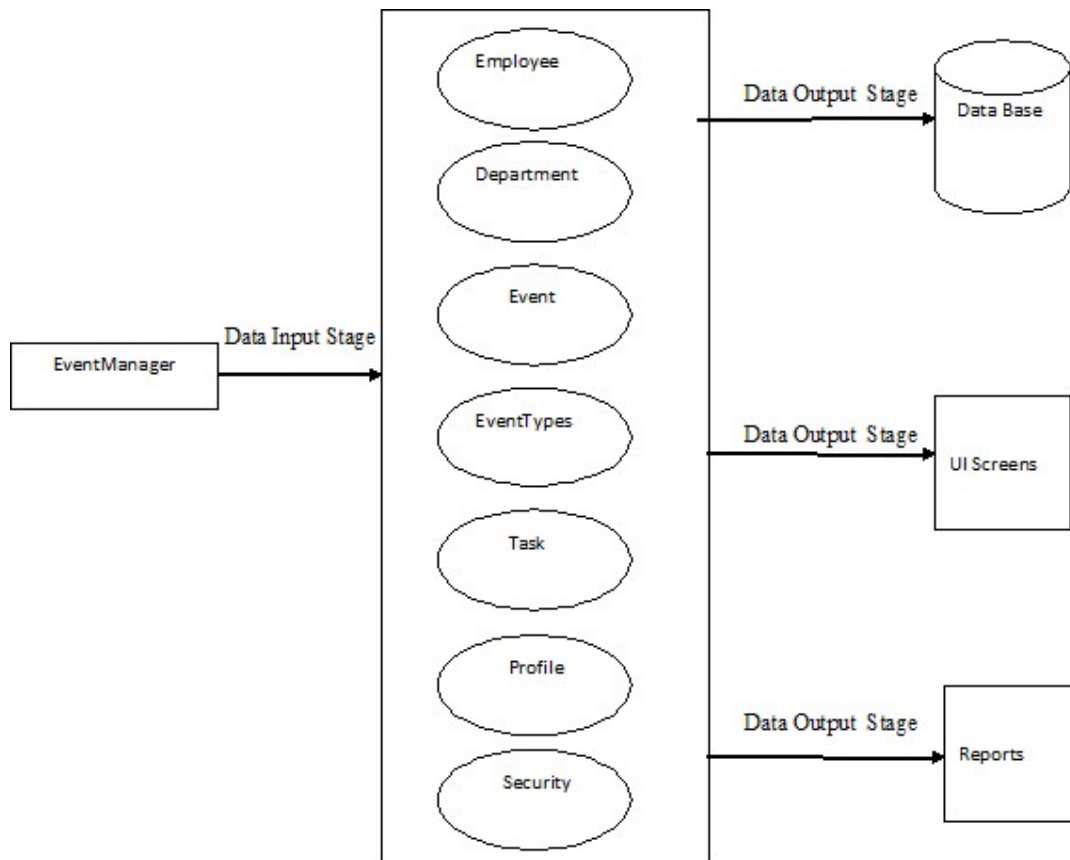 Employee
Data Output Stage
Data Base
Department
Event
Data Input Stage
EventManager
EventTypes
Data Output Stage
UI Screens
Task
Profile
Data Output Stage
Reports
Security